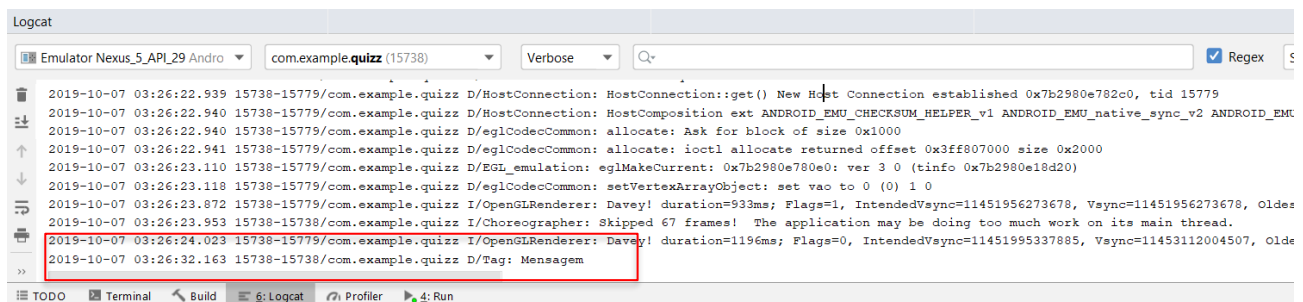 Logcat
Emulator Nexus_5_API_29 Andro com.example.quizz (15738) Verbose Regex S
2019-10-07 03:26:22.939 15738-15779/com.example.quizz D/HostConnection: HostConnection::get() New Host Connection established 0x7b2980e782c0, tid 15779
2019-10-07 03:26:22.940 15738-15779/com.example.quizz D/HostConnection: HostComposition ext ANDROID_EMU_CHECKSUM_HELPER_v1 ANDROID_EMU_native_sync_v2 ANDROID_EMU
2019-10-07 03:26:22.940 15738-15779/com.example.quizz D/eglCodecCommon: allocate: Ask for block of size 0x1000
2019-10-07 03:26:22.941 15738-15779/com.example.quizz D/eglCodecCommon: allocate: ioctl allocate returned offset 0x3ff807000 size 0x2000
2019-10-07 03:26:23.110 15738-15779/com.example.quizz D/EGL_emulation: eglMakeCurrent: 0x7b2980e780e0: ver 3 0 (tinfo 0x7b2980e18d20)
2019-10-07 03:26:23.118 15738-15779/com.example.quizz D/eglCodecCommon: setVertexArrayObject: set vao to 0 (0) 1 0
2019-10-07 03:26:23.872 15738-15779/com.example.quizz I/OpenGLRenderer: Davey! duration=933ms; Flags=1, IntendedVsync=11451956273678, Vsync=11451956273678, Oldes
2019-10-07 03:26:23.953 15738-15738/com.example.quizz I/Choreographer: Skipped 67 frames! The application may be doing too much work on its main thread.
2019-10-07 03:26:24.023 15738-15779/com.example.quizz I/OpenGLRenderer: Davey! duration=1196ms; Flags=0, IntendedVsync=11451995337885, Vsync=11453112004507, Olde
2019-10-07 03:26:32.163 15738-15738/com.example.quizz D/Tag: Mensagem
TODO Terminal Build 6: Logcat Profiler 4: Run